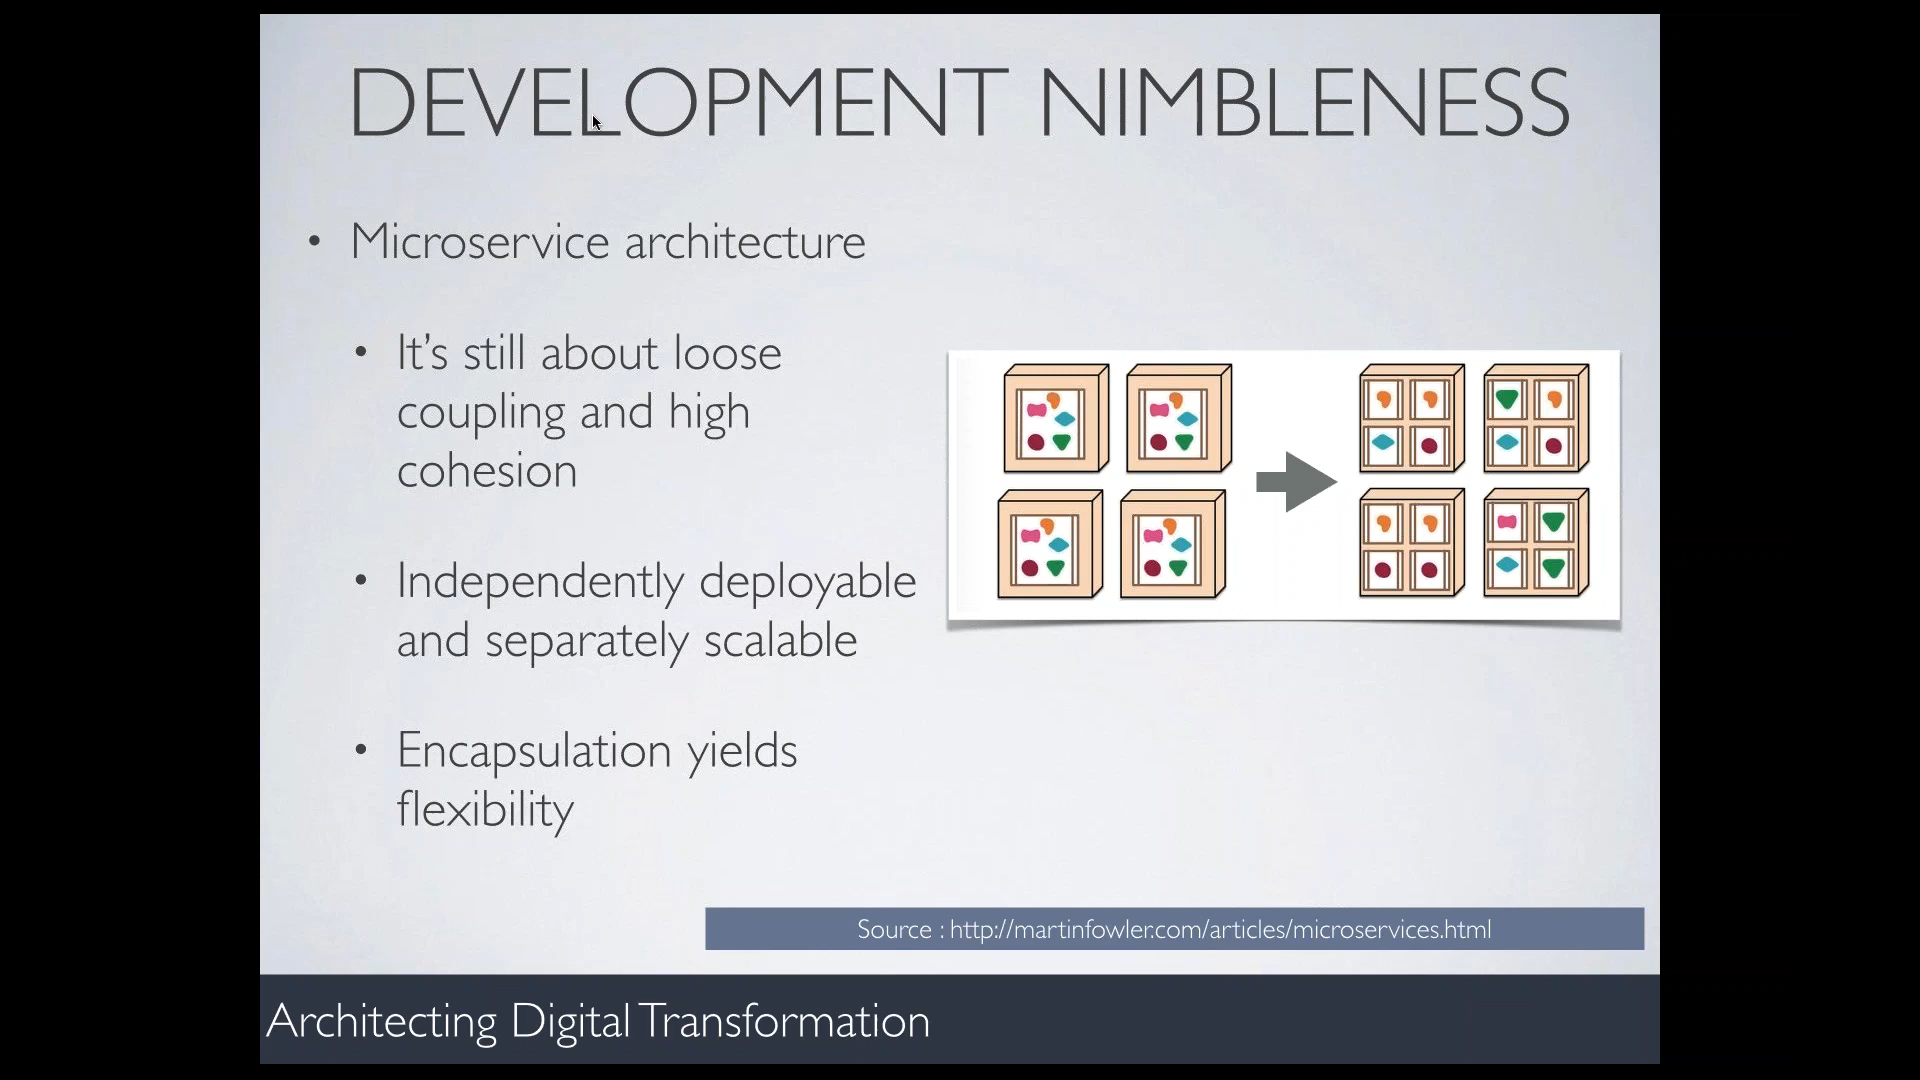 DEVELOPMENT NIMBLENESS
• Microservice architecture
• It’s still about loose
coupling and high
cohesion
• Independently deployable
and separately scalable
• Encapsulation yields
flexibility
Source : http://martinfowler.com/articles/microservices.html
Architecting Digital Transformation